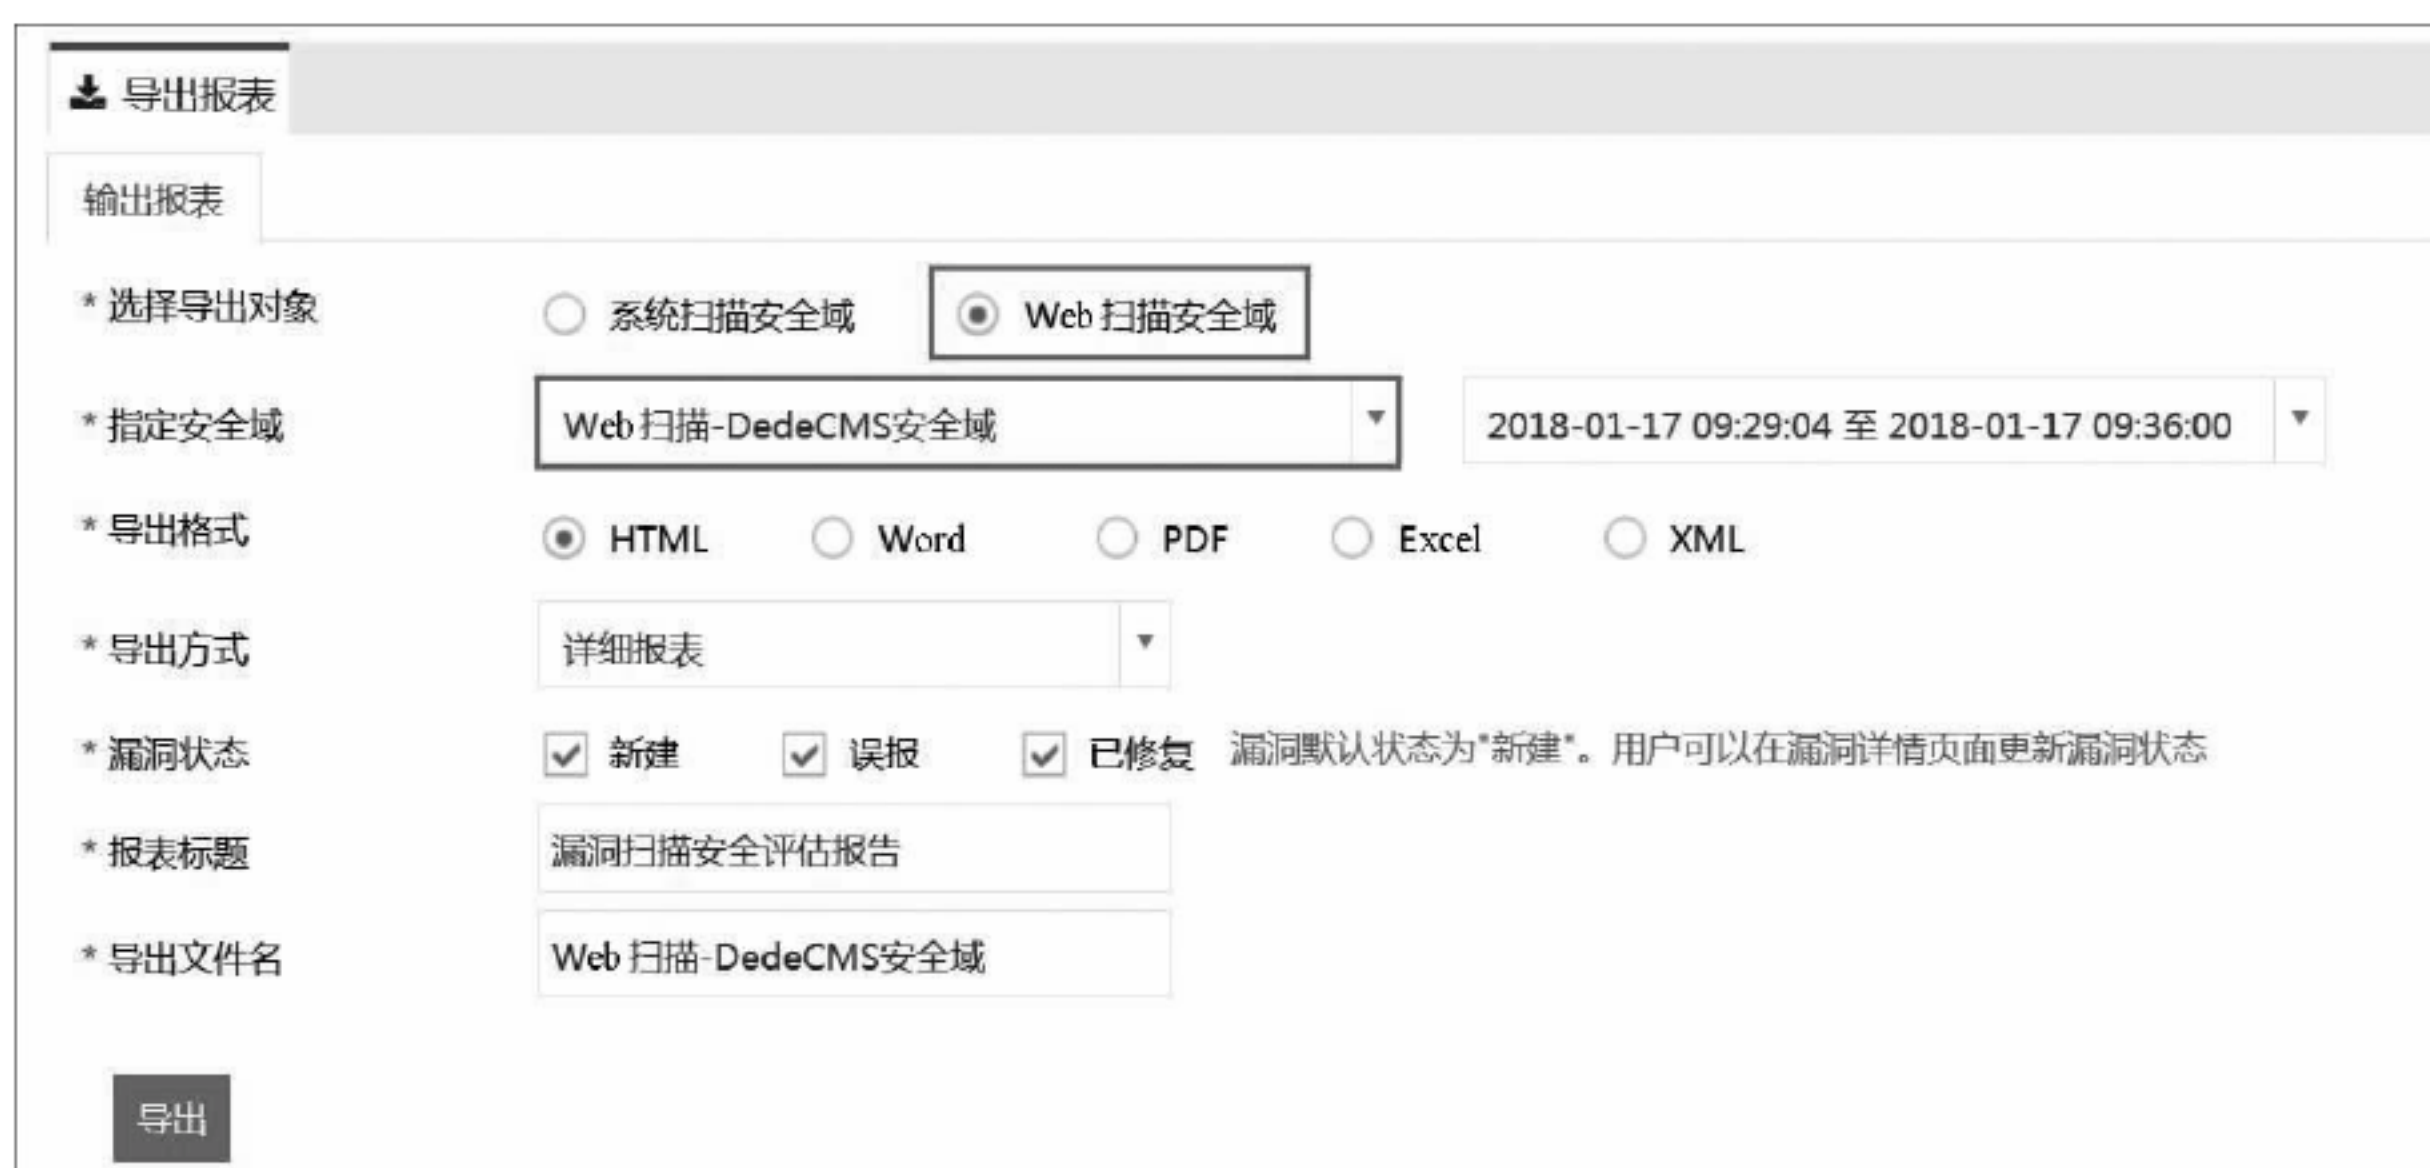 导出报表
输出报表
* 选择导出对象 系统扫描安全域 Web 扫描安全域
* 指定安全域 Web 扫描-DedeCMS安全域 2018-01-17 09:29:04 至 2018-01-17 09:36:00
* 导出格式 HTML Word PDF Excel XML
* 导出方式 详细报表
* 漏洞状态 新建 误报 已修复 漏洞默认状态为"新建"。用户可以在漏洞详情页面更新漏洞状态
* 报表标题 漏洞扫描安全评估报告
* 导出文件名 Web 扫描-DedeCMS安全域
导出